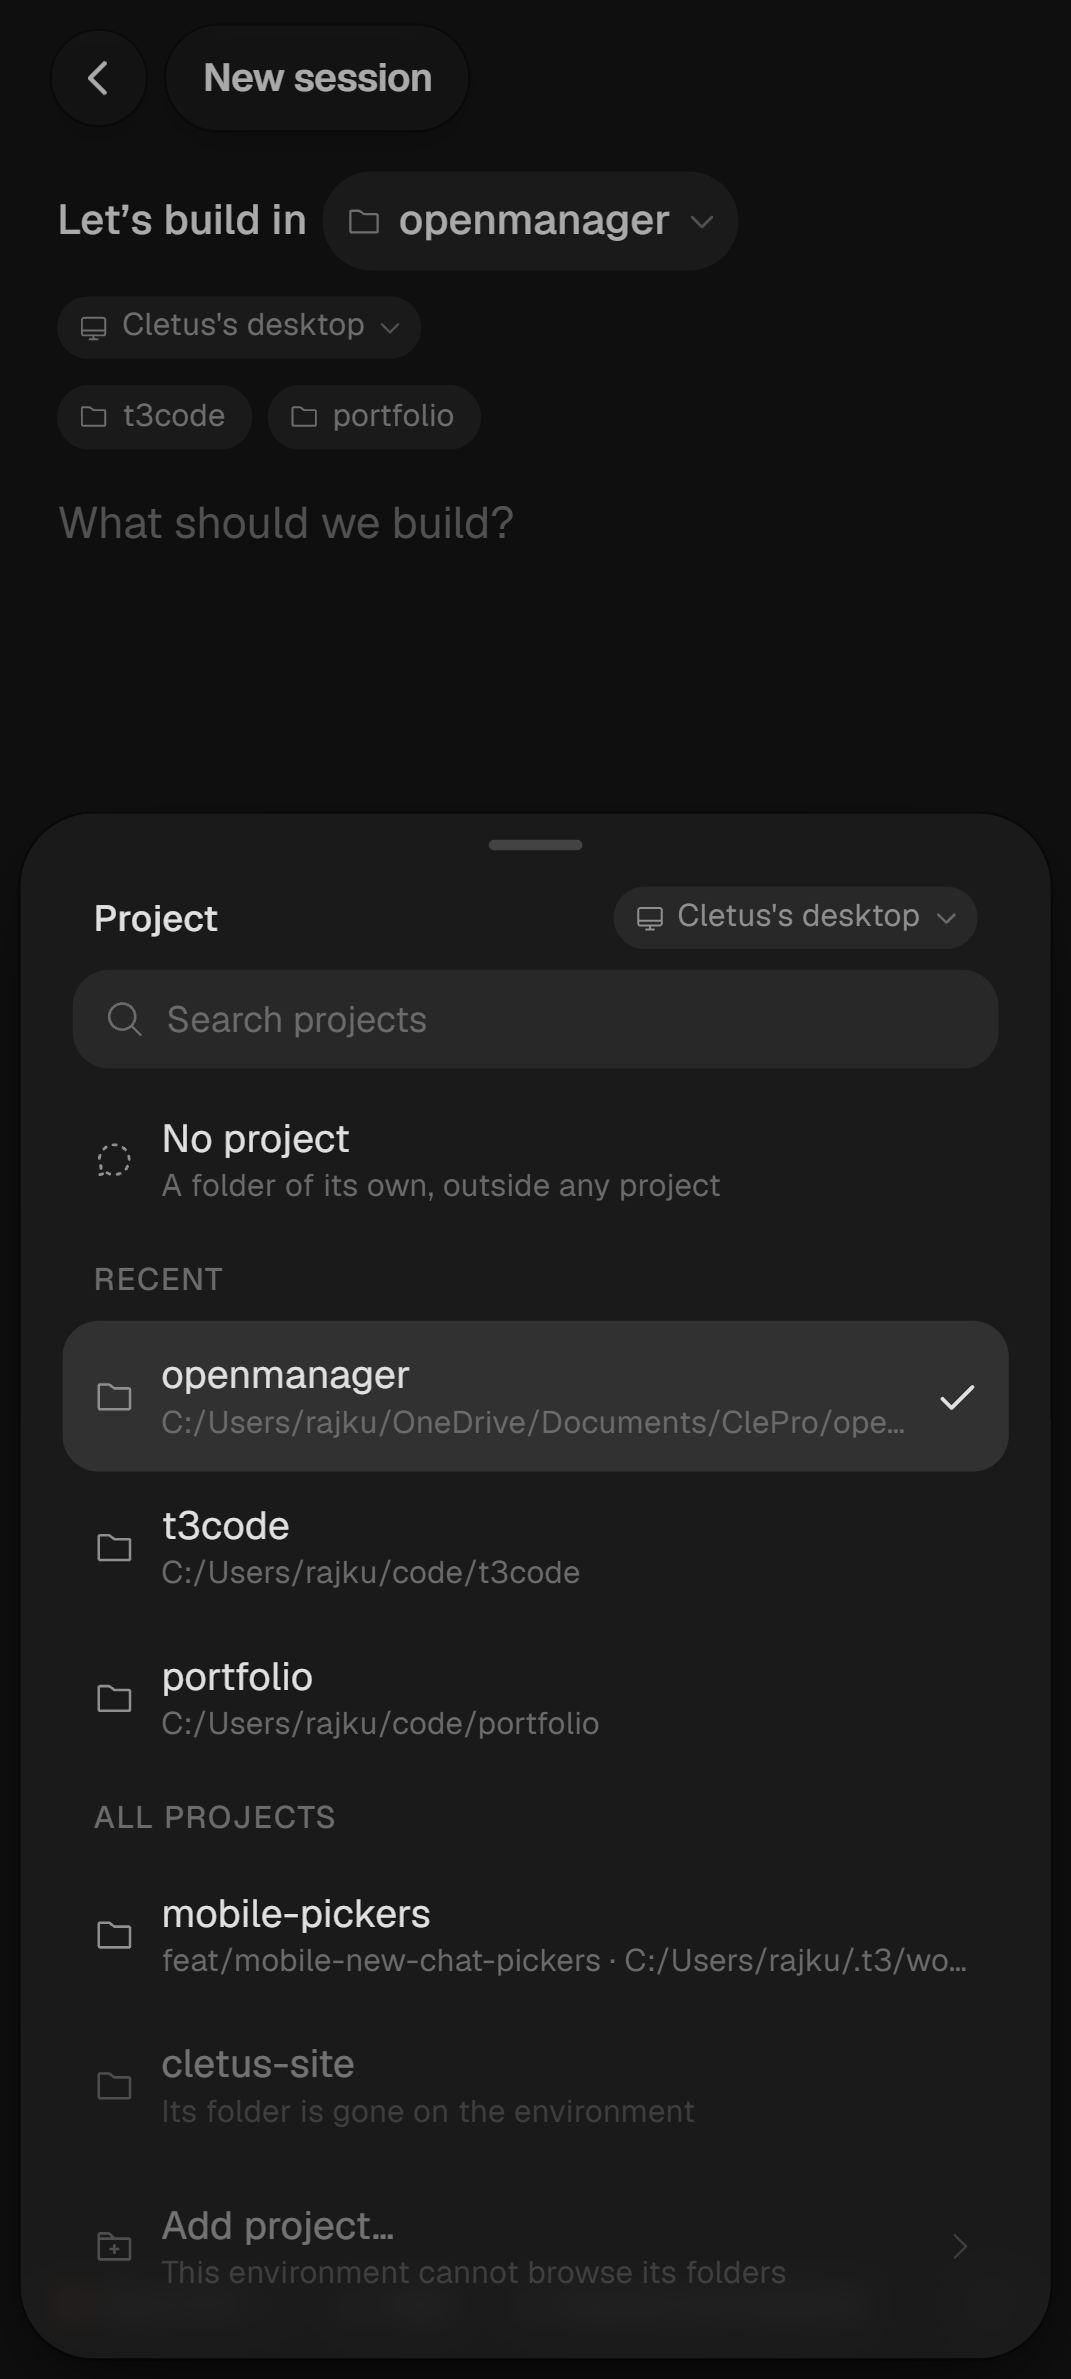 New session
Let’s build in openmanager
Cletus's desktop
t3code portfolio
What should we build?
Project Cletus's desktop
Search projects
No project
A folder of its own, outside any project
RECENT
openmanager
C:/Users/rajku/OneDrive/Documents/ClePro/ope…
t3code
C:/Users/rajku/code/t3code
portfolio
C:/Users/rajku/code/portfolio
ALL PROJECTS
mobile-pickers
feat/mobile-new-chat-pickers · C:/Users/rajku/.t3/wo…
cletus-site
Its folder is gone on the environment
Add project…
This environment cannot browse its folders